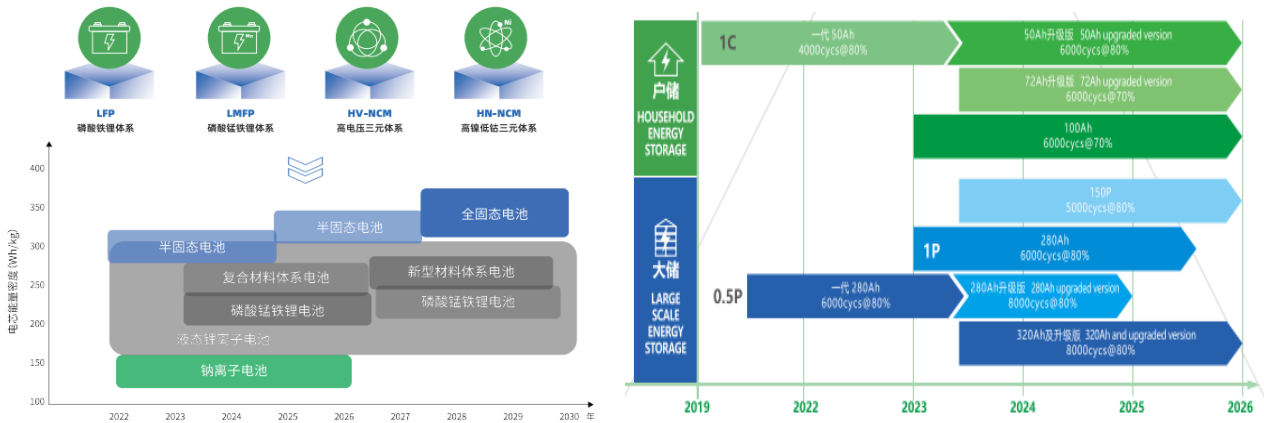 Ni
Mn
LFP
磷酸铁锂体系
LMFP
磷酸锰铁锂体系
HV-NCM
高电压三元体系
HN-NCM
高镍低钴三元体系
电芯能量密度 (Wh/kg)
400
350
300
250
200
150
100
半固态电池
半固态电池
全固态电池
复合材料体系电池
新型材料体系电池
磷酸锰铁锂电池
磷酸锰铁锂电池
液态锂离子电池
钠离子电池
2022
2023
2024
2025
2026
2027
2028
2029
2030
年
户储
HOUSEHOLD
ENERGY
STORAGE
1C
一代 50Ah
4000cycs@80%
50Ah升级版 50Ah upgraded version
6000cycs@80%
72Ah升级版 72Ah upgraded version
6000cycs@70%
100Ah
6000cycs@70%
大储
LARGE
SCALE
ENERGY
STORAGE
150P
5000cycs@80%
1P
280Ah
6000cycs@80%
0.5P
一代 280Ah
6000cycs@80%
280Ah升级版 280Ah upgraded version
8000cycs@80%
320Ah及升级版 320Ah and upgraded version
8000cycs@80%
2019
2022
2023
2024
2025
2026